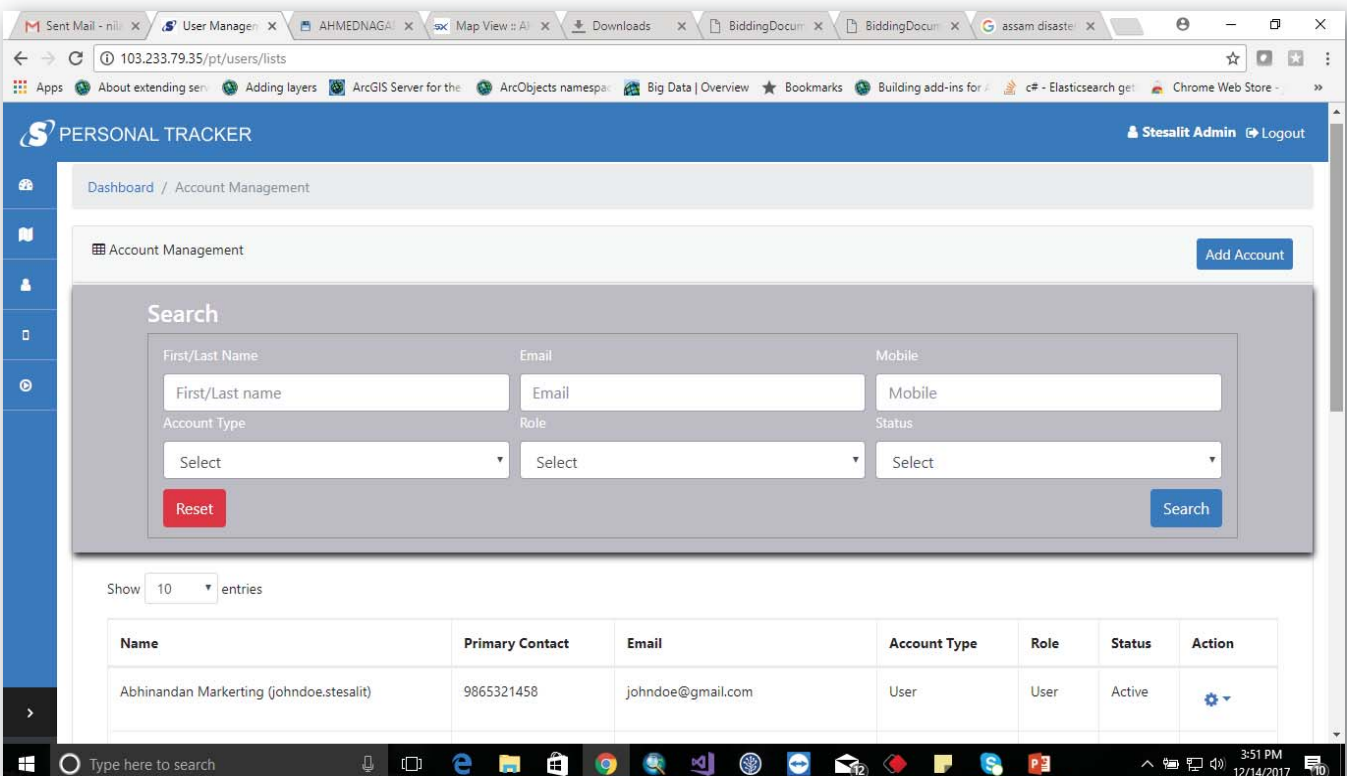 Sent Mail - nil User Managem AHMEDNAGA Map View :: A Downloads BiddingDocum BiddingDocum assam disaste
103.233.79.35/pt/users/lists
Apps About extending serv Adding layers ArcGIS Server for the ArcObjects namespac Big Data | Overview Bookmarks Building add-ins for A c# - Elasticsearch get Chrome Web Store - »
S PERSONAL TRACKER Stesalit Admin Logout
Dashboard / Account Management
Account Management Add Account
Search
First/Last Name Email Mobile
First/Last name Email Mobile
Account Type Role Status
Select Select Select
Reset Search
Show 10 entries
Name Primary Contact Email Account Type Role Status Action
Abhinandan Markerting (johndoe.stesalit) 9865321458 johndoe@gmail.com User User Active
Type here to search 12 3:51 PM
12/14/2017 10